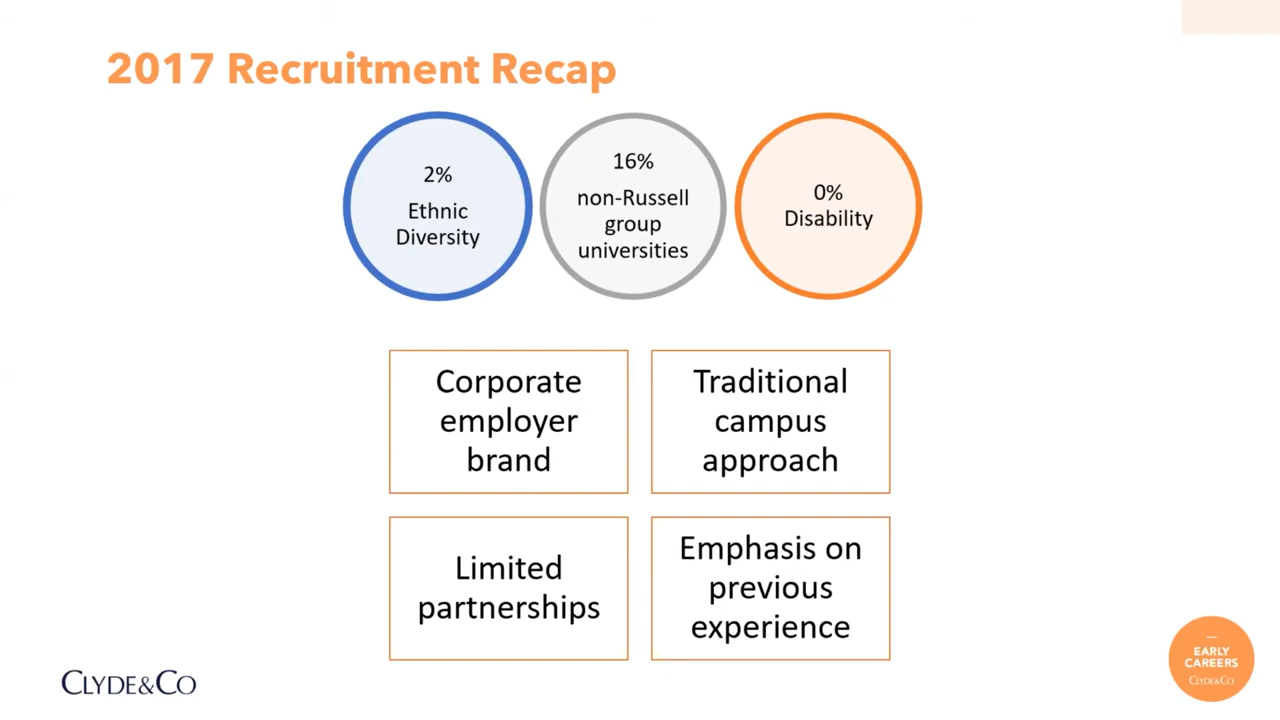 2017 Recruitment Recap
2%
Ethnic
Diversity
16%
non-Russell
group
universities
0%
Disability
Corporate
employer
brand
Traditional
campus
approach
Limited
partnerships
Emphasis on
previous
experience
CLYDE&CO
EARLY
CAREERS
CLYDE&CO